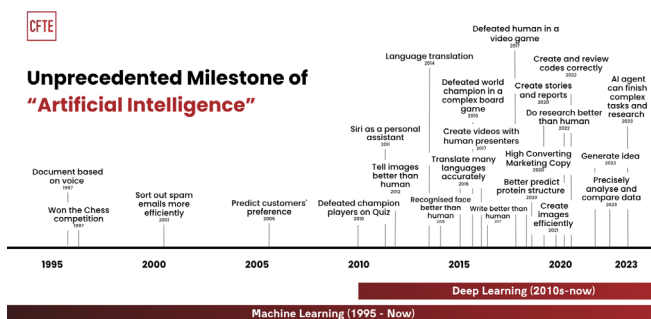 CFTE
Unprecedented Milestone of
“Artificial Intelligence”
Document based
on voice
1997
Won the Chess
competition
1997
Sort out spam
emails more
efficiently
2001
Predict customers'
preference
2006
Defeated champion
players on Quiz
2010
Siri as a personal
assistant
2011
Tell images
better than
human
2012
Language translation
2014
Recognised face
better than
human
2015
Defeated world
champion in a
complex board
game
2016
Translate many
languages
accurately
2016
Create videos with
human presenters
2017
Write better than
human
2017
Defeated human in a
video game
2017
High Converting
Marketing Copy
2020
Better predict
protein structure
2020
Create stories
and reports
2020
Create
images
efficiently
2021
Create and review
codes correctly
2022
Do research better
than human
2022
Generate idea
2022
AI agent
can finish
complex
tasks and
research
2023
Precisely
analyse and
compare data
2023
1995
2000
2005
2010
2015
2020
2023
Deep Learning (2010s-now)
Machine Learning (1995 - Now)